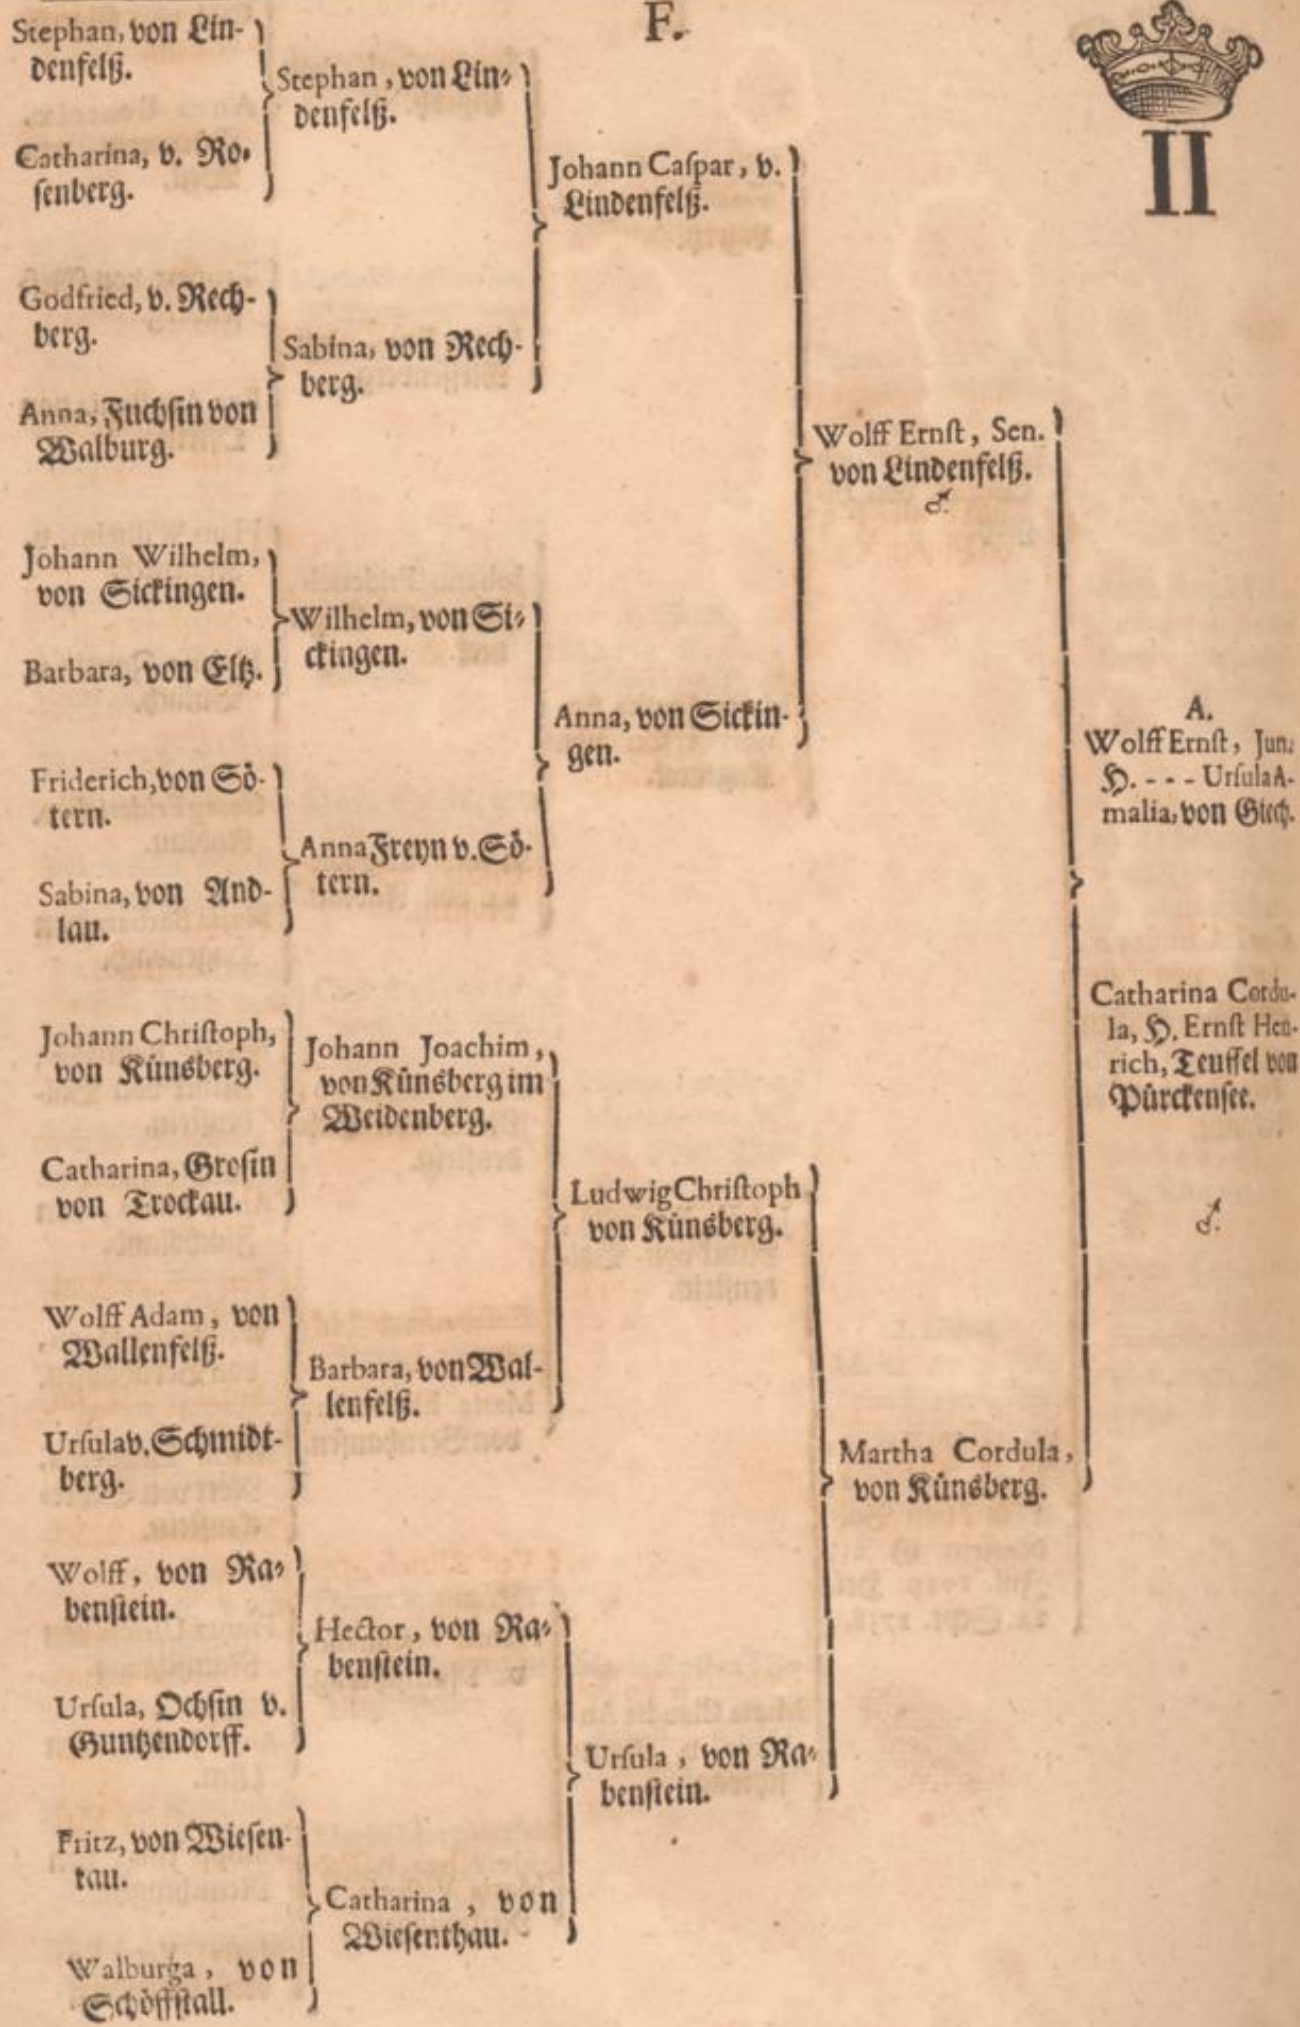 F.
II
Stephan, von Lin-
denfelß.
Catharina, v. Ro-
ſenberg.
Godfried, v. Rech-
berg.
Anna, Fuchſin von
Walburg.
Johann Wilhelm,
von Sickingen.
Barbara, von Eltz.
Friderich, von Sö-
tern.
Sabina, von And-
lau.
Johann Chriſtoph,
von Künsberg.
Catharina, Groſin
von Trockau.
Wolff Adam, von
Wallenfelß.
Urſula v. Schmidt-
berg.
Wolff, von Ra-
benſtein.
Urſula, Ochſin v.
Guntzendorff.
Fritz, von Wieſen-
tau.
Walburga, von
Schöffſtall.
Stephan, von Lin-
denfelß.
Sabina, von Rech-
berg.
Wilhelm, von Si-
ckingen.
Anna Freyn v. Sö-
tern.
Johann Joachim,
von Künsberg im
Weidenberg.
Barbara, von Wal-
lenfelß.
Hector, von Ra-
benſtein.
Catharina, von
Wieſenthau.
Johann Caſpar, v.
Lindenfelß.
Anna, von Sickin-
gen.
Ludwig Chriſtoph
von Künsberg.
Urſula, von Ra-
benſtein.
Wolff Ernſt, Sen.
von Lindenfelß.
♂.
Martha Cordula,
von Künsberg.
A.
Wolff Ernſt, Jun.
H. - - - Urſula A-
malia, von Giech.
Catharina Cordu-
la, H. Ernſt Hen-
rich, Teuffel von
Pürckenſee.
♂.